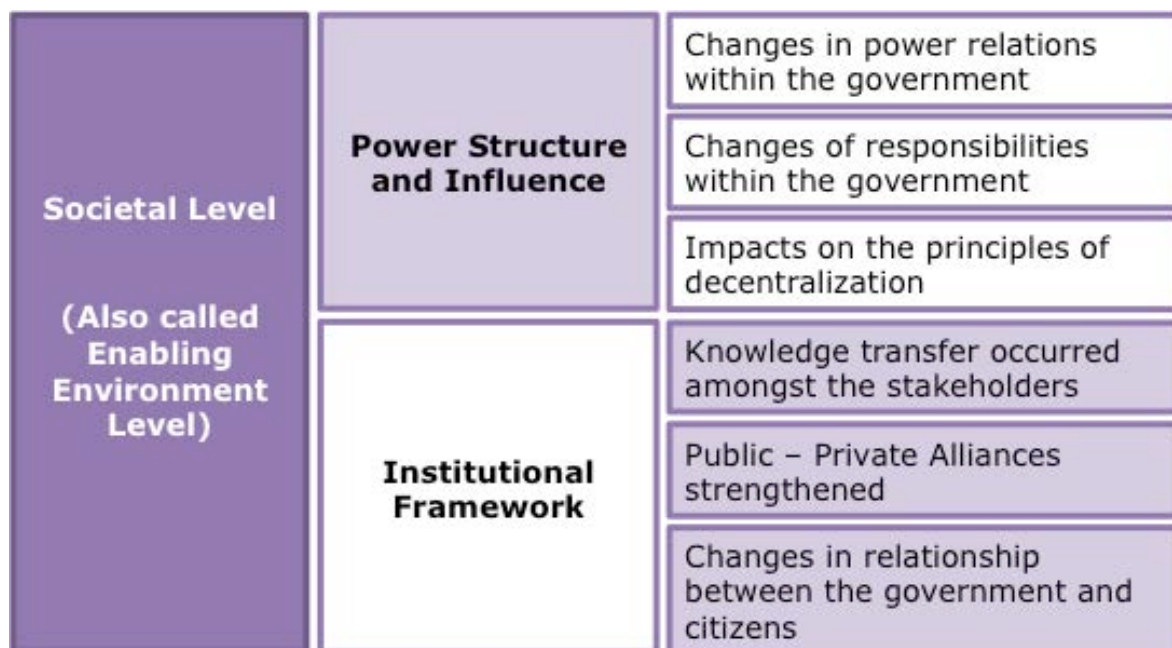 Societal Level
(Also called
Enabling
Environment
Level)
Power Structure
and Influence
Changes in power relations
within the government
Changes of responsibilities
within the government
Impacts on the principles of
decentralization
Institutional
Framework
Knowledge transfer occurred
amongst the stakeholders
Public – Private Alliances
strengthened
Changes in relationship
between the government and
citizens